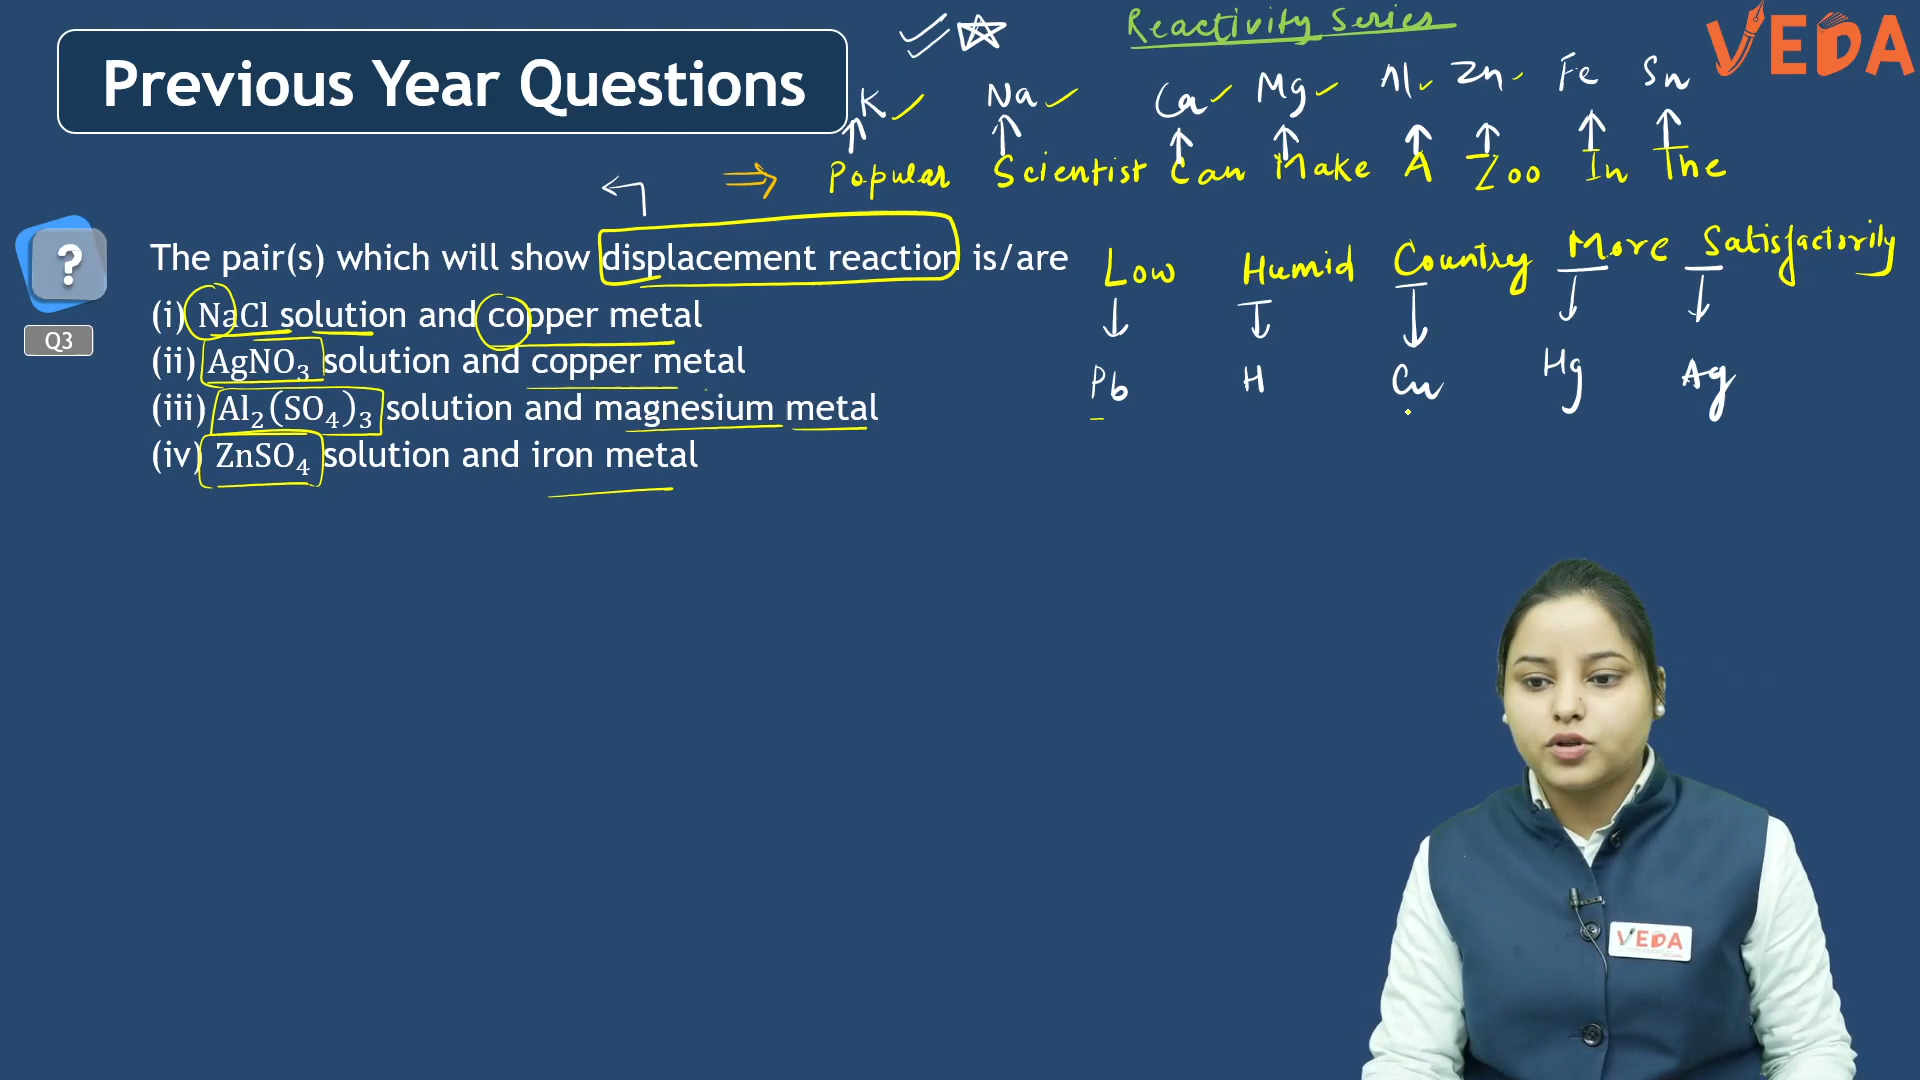 Reactivity Series
VEDA
Previous Year Questions
K Na Ca Mg Al Zn Fe Sn
Popular Scientist Can Make A Zoo In The
?
Q3
The pair(s) which will show displacement reaction is/are
(i) NaCl solution and copper metal
(ii) AgNO₃ solution and copper metal
(iii) Al₂(SO₄)₃ solution and magnesium metal
(iv) ZnSO₄ solution and iron metal
Low Humid Country More Satisfactorily
Pb H Cu Hg Ag
VEDA